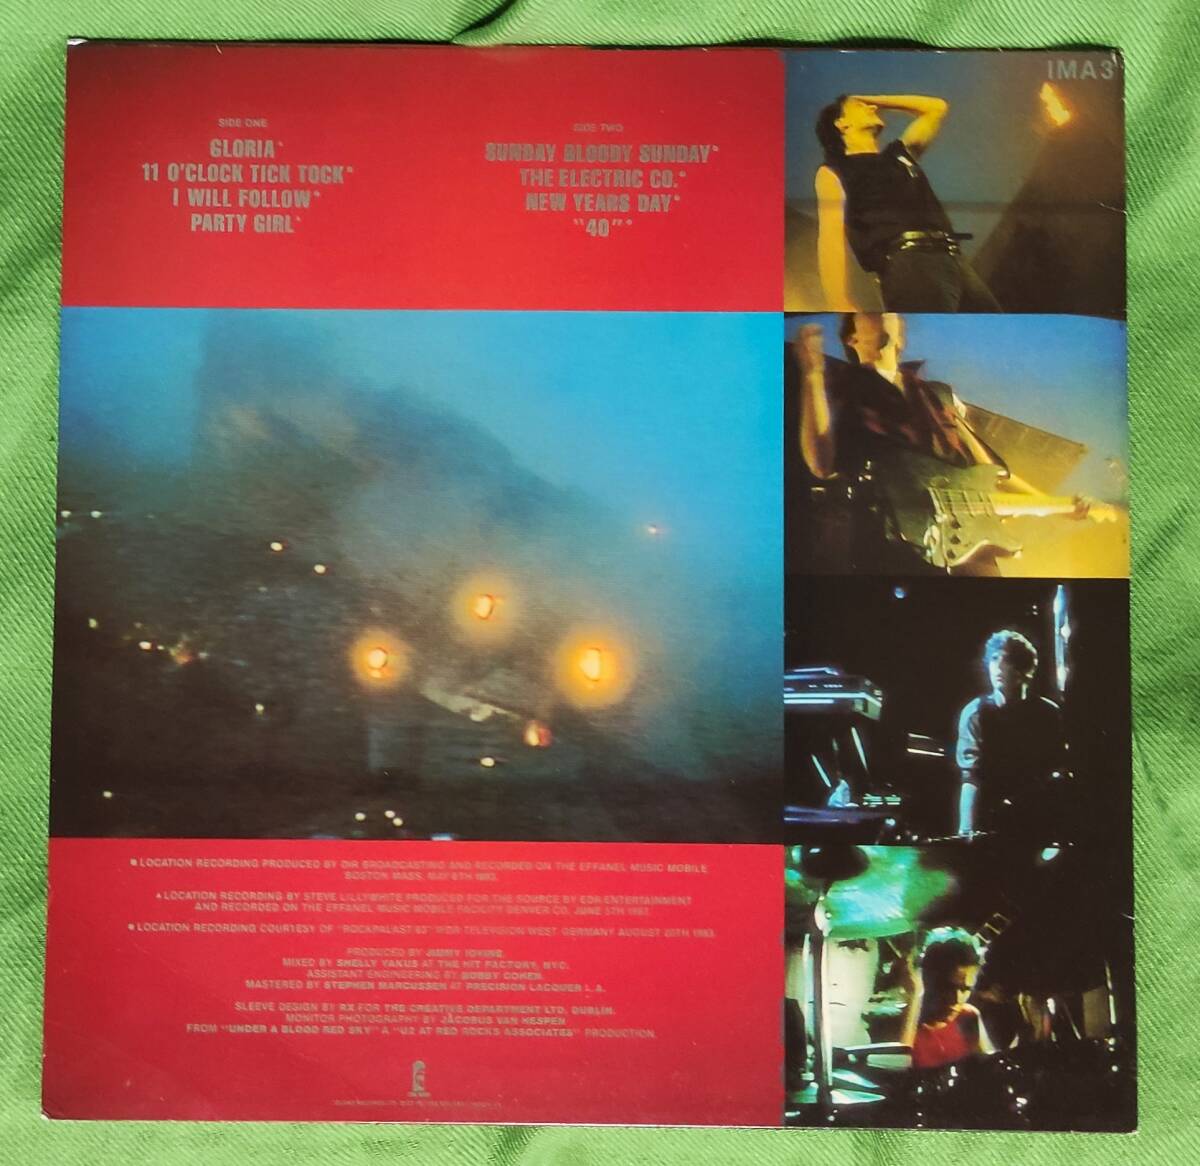 IMA3
SIDE ONE
GLORIA
11 O'CLOCK TICK TOCK
I WILL FOLLOW
PARTY GIRL
SIDE TWO
SUNDAY BLOODY SUNDAY
THE ELECTRIC CO.
NEW YEARS DAY
"40"
LOCATION RECORDING PRODUCED BY DIR BROADCASTING AND RECORDED ON THE EFFANEL MUSIC MOBILE
BOSTON MASS. MAY 6TH 1983.
LOCATION RECORDING BY STEVE LILLYWHITE PRODUCED FOR THE SOURCE BY EDR ENTERTAINMENT
AND RECORDED ON THE EFFANEL MUSIC MOBILE FACILITY DENVER CO. JUNE 5TH 1983.
LOCATION RECORDING COURTESY OF "ROCKPALAST 83" WDR TELEVISION WEST GERMANY AUGUST 20TH 1983.
PRODUCED BY JIMMY IOVINE.
MIXED BY SHELLY YAKUS AT THE HIT FACTORY, NYC.
ASSISTANT ENGINEERING BY BOBBY COHEN.
MASTERED BY STEPHEN MARCUSSEN AT PRECISION LACQUER L.A.
SLEEVE DESIGN BY RX FOR THE CREATIVE DEPARTMENT LTD. DUBLIN.
MONITOR PHOTOGRAPHY BY JACOBUS VAN HESPEN
FROM "UNDER A BLOOD RED SKY" A "U2 AT RED ROCKS ASSOCIATES" PRODUCTION.